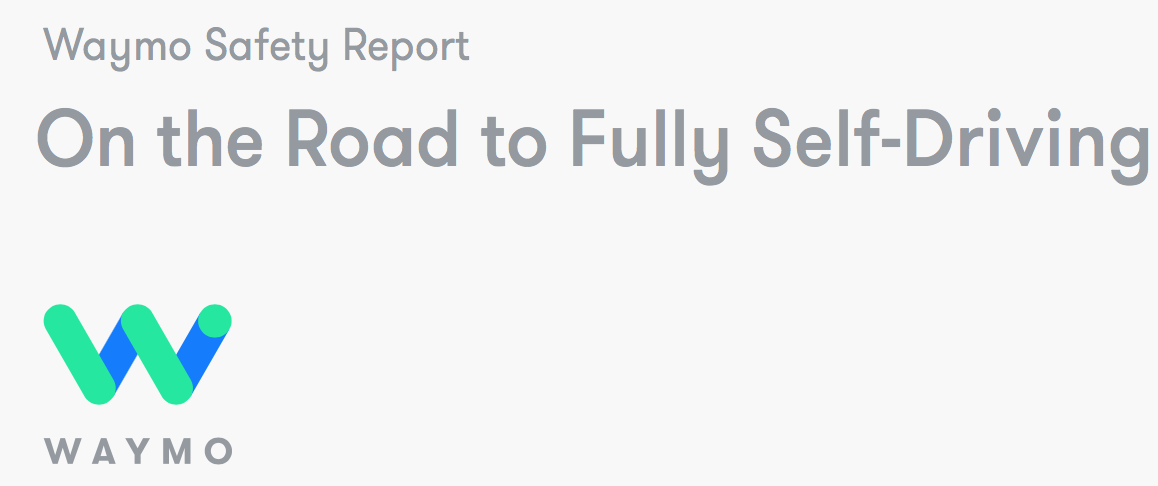 Waymo Safety Report
On the Road to Fully Self-Driving
WAYMO